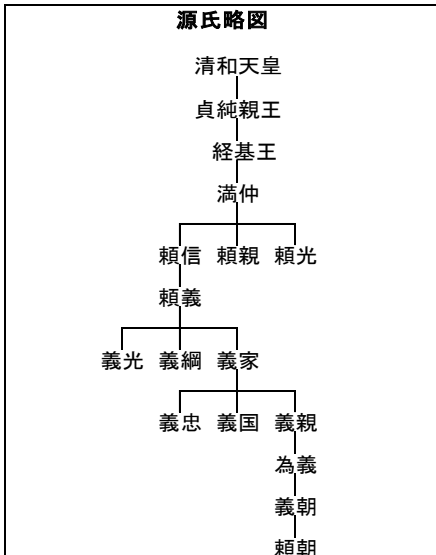 源氏略図
清和天皇
貞純親王
経基王
満仲
頼信 頼親 頼光
頼義
義光 義綱 義家
義忠 義国 義親
為義
義朝
頼朝